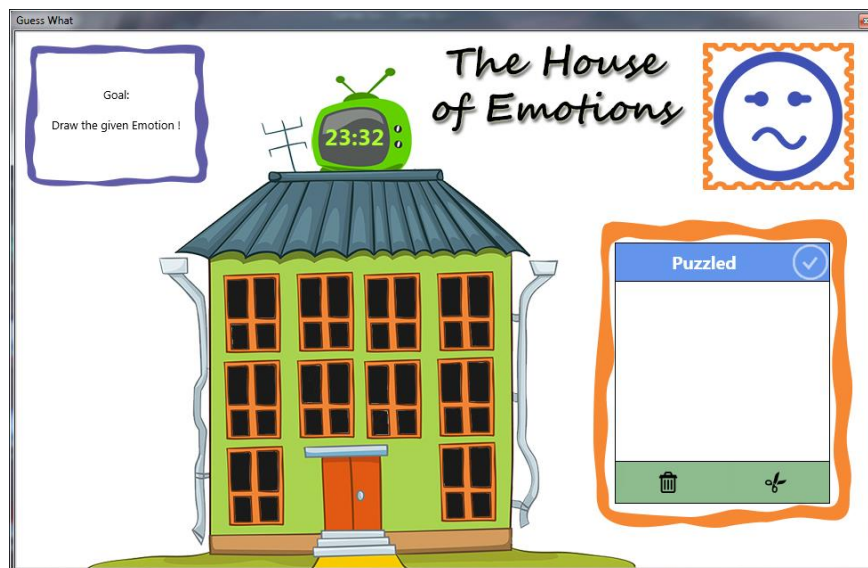 Guess What
Goal:
Draw the given Emotion !
The House
of Emotions
23:32
Puzzled